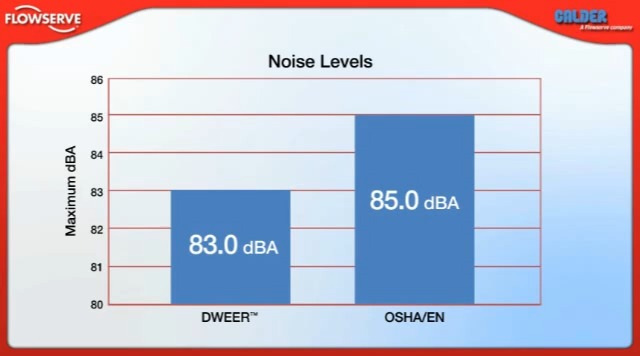 FLOWSERVE
CALDER
A Flowserve company
Noise Levels
Maximum dBA
86
85
84
83
82
81
80
83.0 dBA
85.0 dBA
DWEER™
OSHA/EN